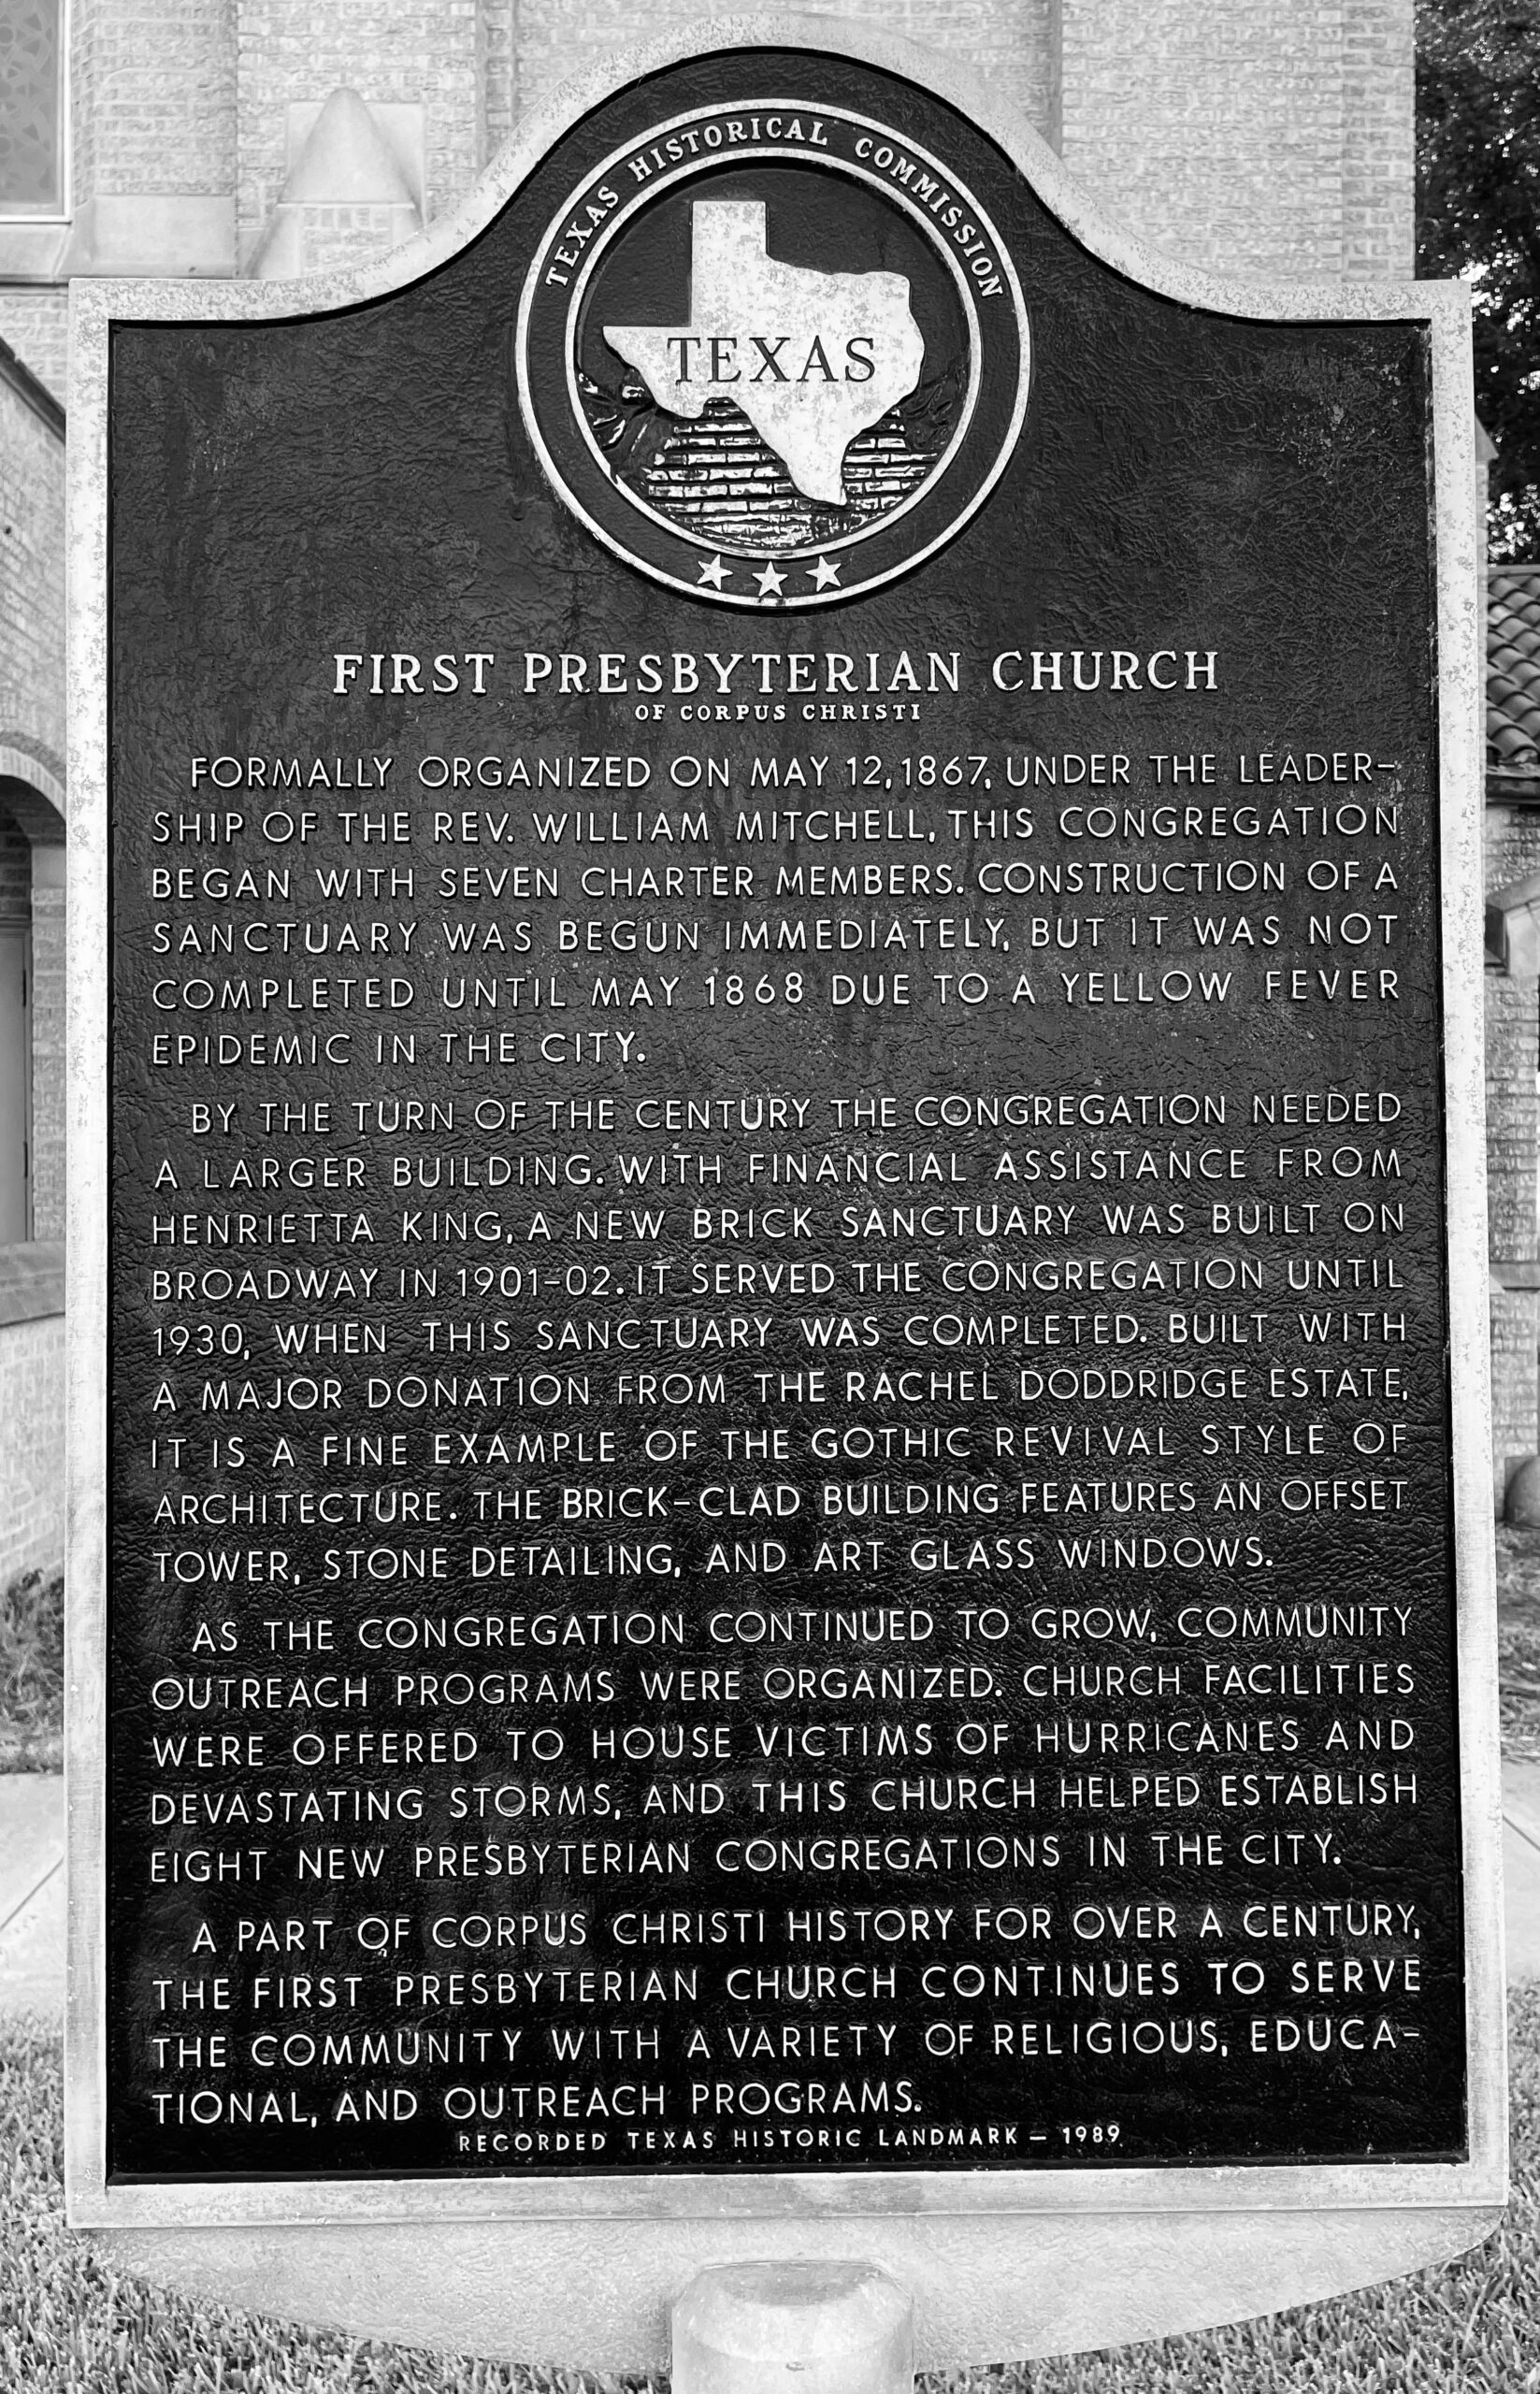 TEXAS HISTORICAL COMMISSION
TEXAS
FIRST PRESBYTERIAN CHURCH
OF CORPUS CHRISTI
FORMALLY ORGANIZED ON MAY 12, 1867, UNDER THE LEADER-
SHIP OF THE REV. WILLIAM MITCHELL, THIS CONGREGATION
BEGAN WITH SEVEN CHARTER MEMBERS. CONSTRUCTION OF A
SANCTUARY WAS BEGUN IMMEDIATELY, BUT IT WAS NOT
COMPLETED UNTIL MAY 1868 DUE TO A YELLOW FEVER
EPIDEMIC IN THE CITY.
BY THE TURN OF THE CENTURY THE CONGREGATION NEEDED
A LARGER BUILDING. WITH FINANCIAL ASSISTANCE FROM
HENRIETTA KING, A NEW BRICK SANCTUARY WAS BUILT ON
BROADWAY IN 1901-02. IT SERVED THE CONGREGATION UNTIL
1930, WHEN THIS SANCTUARY WAS COMPLETED. BUILT WITH
A MAJOR DONATION FROM THE RACHEL DODDRIDGE ESTATE,
IT IS A FINE EXAMPLE OF THE GOTHIC REVIVAL STYLE OF
ARCHITECTURE. THE BRICK-CLAD BUILDING FEATURES AN OFFSET
TOWER, STONE DETAILING, AND ART GLASS WINDOWS.
AS THE CONGREGATION CONTINUED TO GROW, COMMUNITY
OUTREACH PROGRAMS WERE ORGANIZED. CHURCH FACILITIES
WERE OFFERED TO HOUSE VICTIMS OF HURRICANES AND
DEVASTATING STORMS, AND THIS CHURCH HELPED ESTABLISH
EIGHT NEW PRESBYTERIAN CONGREGATIONS IN THE CITY.
A PART OF CORPUS CHRISTI HISTORY FOR OVER A CENTURY,
THE FIRST PRESBYTERIAN CHURCH CONTINUES TO SERVE
THE COMMUNITY WITH A VARIETY OF RELIGIOUS, EDUCA-
TIONAL, AND OUTREACH PROGRAMS.
RECORDED TEXAS HISTORIC LANDMARK – 1989